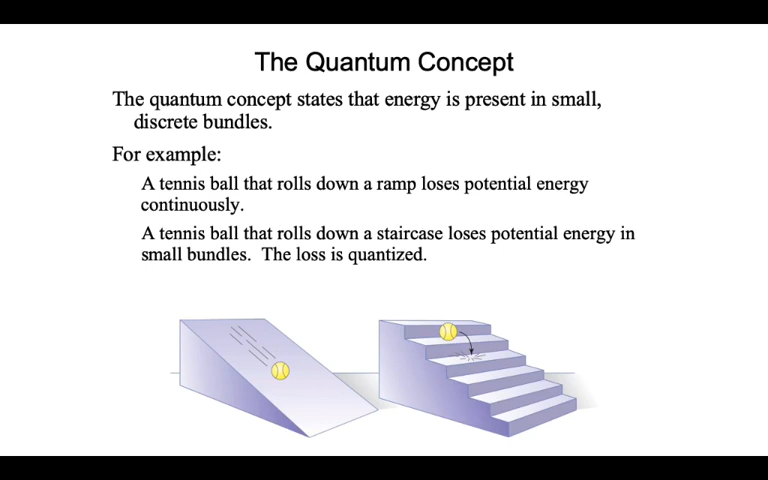 The Quantum Concept
The quantum concept states that energy is present in small,
discrete bundles.
For example:
A tennis ball that rolls down a ramp loses potential energy
continuously.
A tennis ball that rolls down a staircase loses potential energy in
small bundles.  The loss is quantized.